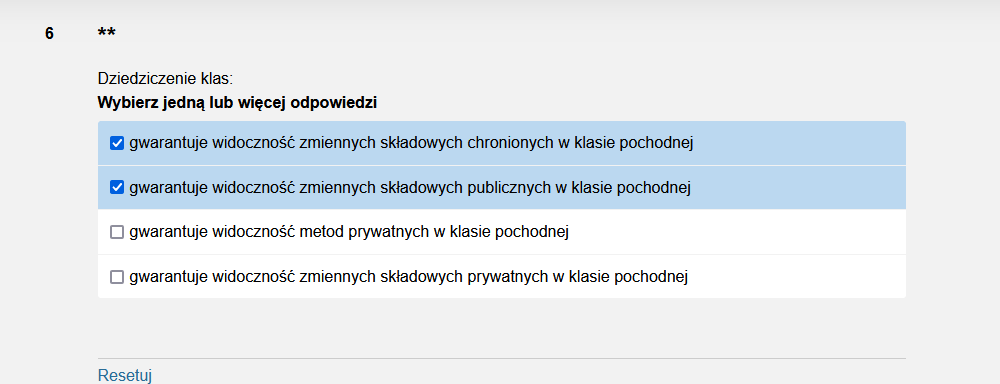 6 **
Dziedziczenie klas:
Wybierz jedną lub więcej odpowiedzi
gwarantuje widoczność zmiennych składowych chronionych w klasie pochodnej
gwarantuje widoczność zmiennych składowych publicznych w klasie pochodnej
gwarantuje widoczność metod prywatnych w klasie pochodnej
gwarantuje widoczność zmiennych składowych prywatnych w klasie pochodnej
Resetuj